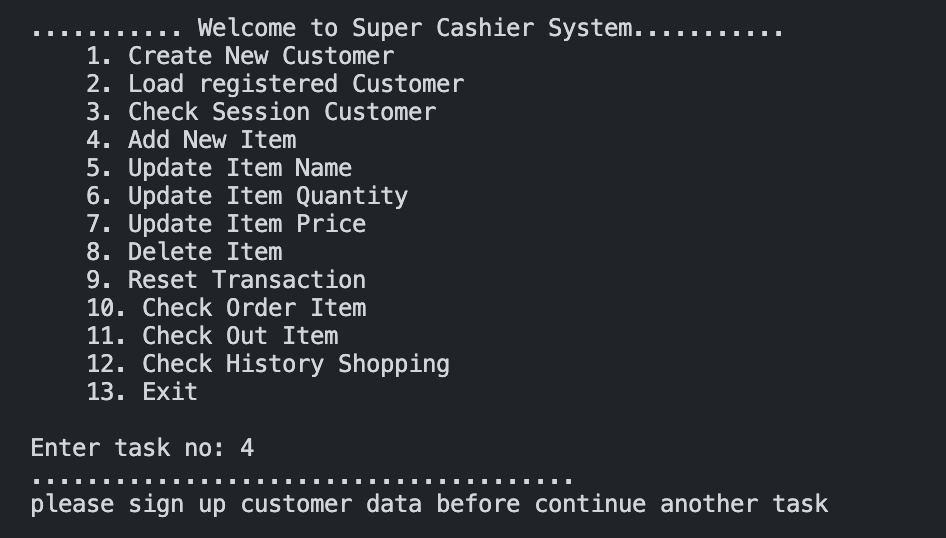 ........... Welcome to Super Cashier System...........
1. Create New Customer
2. Load registered Customer
3. Check Session Customer
4. Add New Item
5. Update Item Name
6. Update Item Quantity
7. Update Item Price
8. Delete Item
9. Reset Transaction
10. Check Order Item
11. Check Out Item
12. Check History Shopping
13. Exit
Enter task no: 4
.......................................
please sign up customer data before continue another task